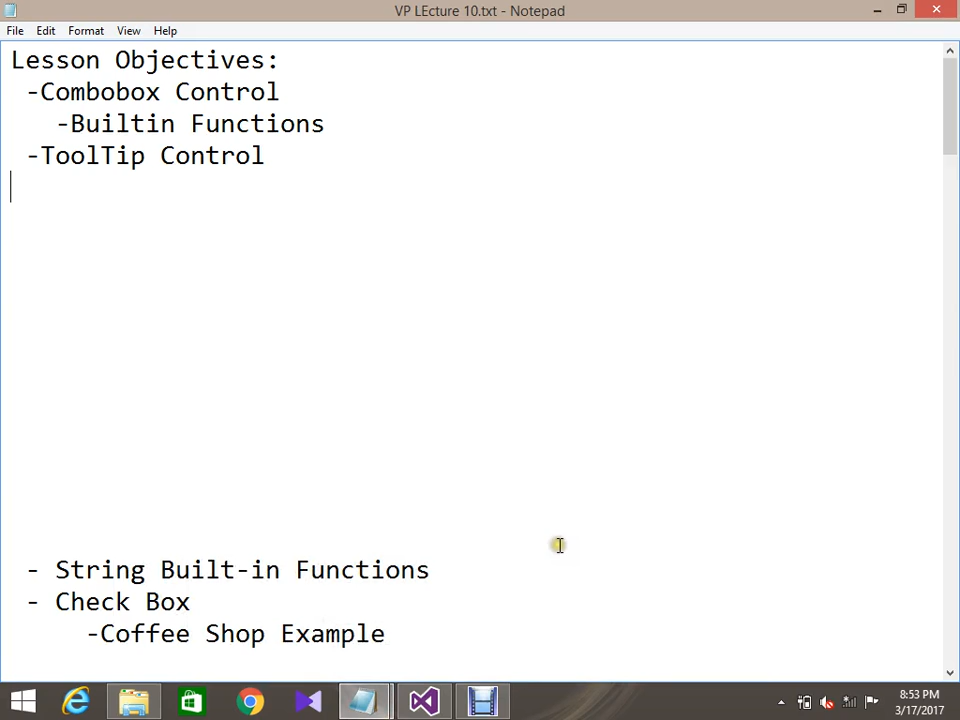 VP LEcture 10.txt - Notepad
File Edit Format View Help
Lesson Objectives:
-Combobox Control
-Builtin Functions
-ToolTip Control
- String Built-in Functions
- Check Box
-Coffee Shop Example
8:53 PM
3/17/2017